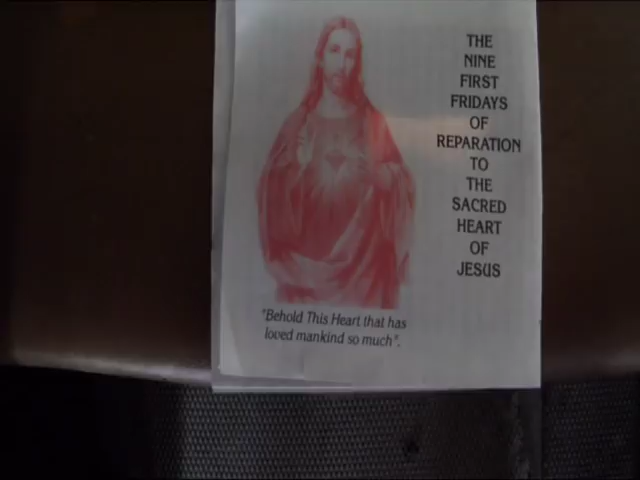 THE
NINE
FIRST
FRIDAYS
OF
REPARATION
TO
THE
SACRED
HEART
OF
JESUS
"Behold This Heart that has
loved mankind so much".